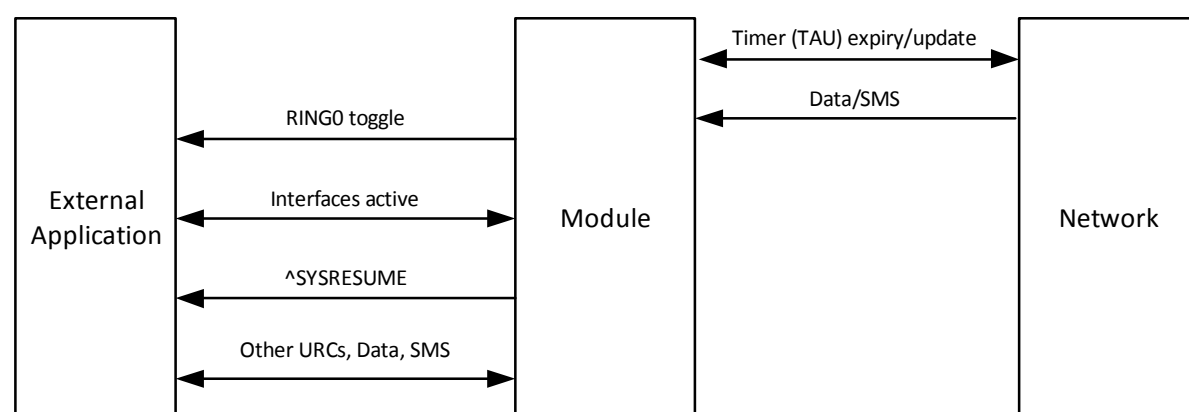 Timer (TAU) expiry/update
Data/SMS
RING0 toggle
Interfaces active
^SYSRESUME
Other URCs, Data, SMS
External
Application
Module
Network